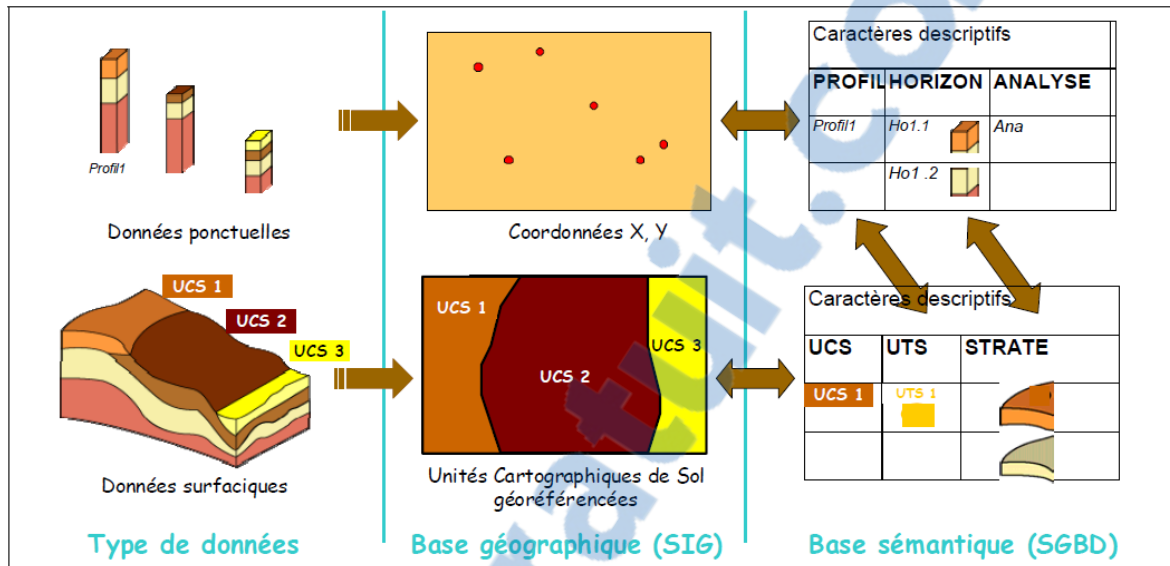 Profil1
Données ponctuelles
Coordonnées X, Y
Caractères descriptifs
PROFIL HORIZON ANALYSE
Profil1 Ho1.1 Ana
Ho1 .2
UCS 1
UCS 2
UCS 3
Données surfaciques
UCS 1
UCS 2
UCS 3
Unités Cartographiques de Sol
géoréférencées
Caractères descriptifs
UCS UTS STRATE
UCS 1 UTS 1
Type de données
Base géographique (SIG)
Base sémantique (SGBD)